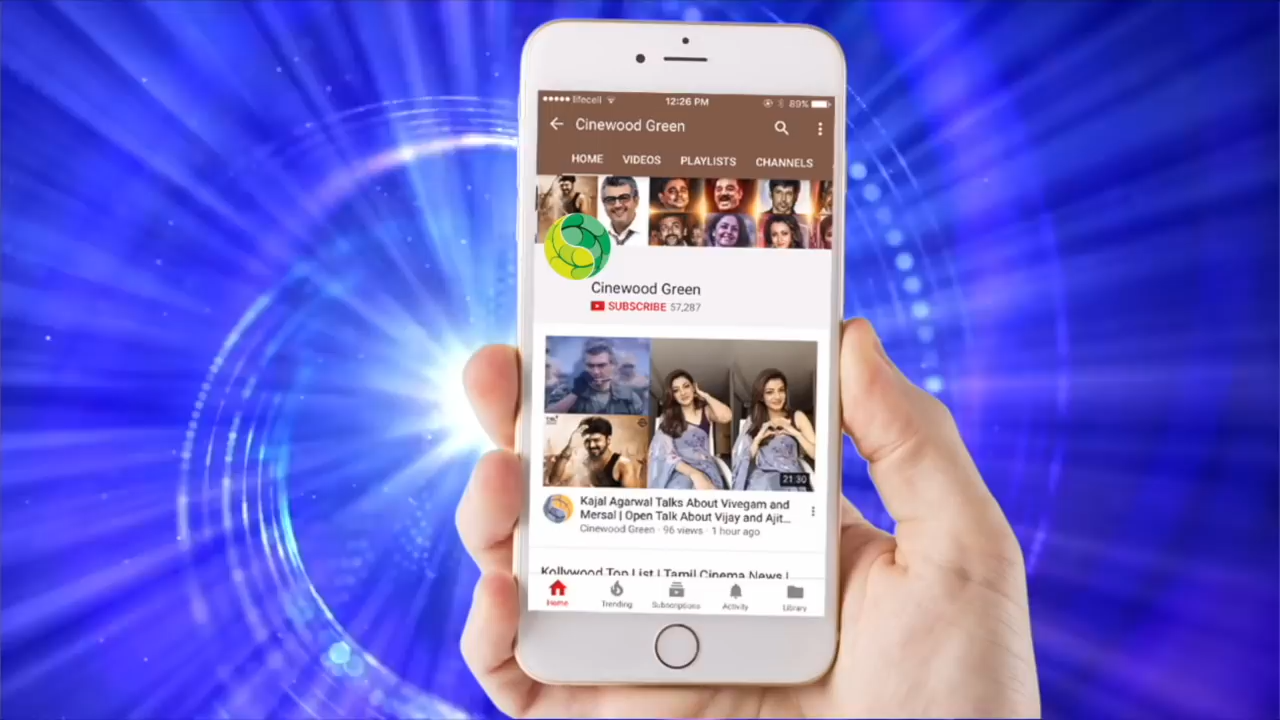 lifecell 12:26 PM 89%
Cinewood Green
HOME VIDEOS PLAYLISTS CHANNELS
Cinewood Green
SUBSCRIBE 57,287
21:30
Kajal Agarwal Talks About Vivegam and
Mersal | Open Talk About Vijay and Ajit...
Cinewood Green · 96 views · 1 hour ago
Kollywood Top List | Tamil Cinema News |
Home Trending Subscriptions Activity Library